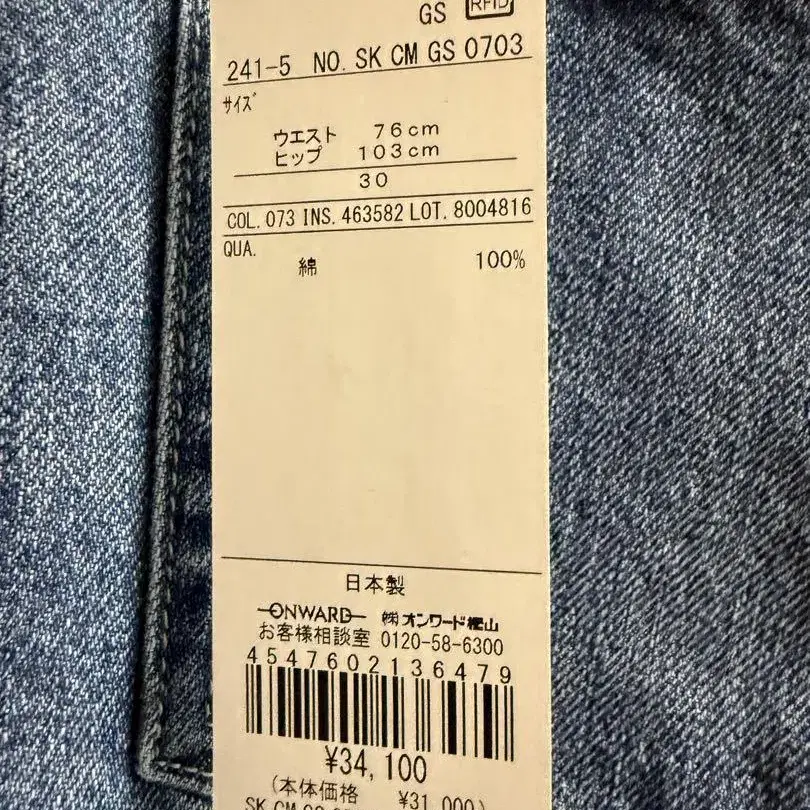 GS RFID
241-5 NO. SK CM GS 0703
サイズ
ウエスト 76cm
ヒップ 103cm
30
COL. 073 INS. 463582 LOT. 8004816
QUA.
綿 100%
日本製
ONWARD ㈱オンワード樫山
お客様相談室 0120-58-6300
4547602136479
¥34,100
(本体価格 ¥31,000)
SK CM GS